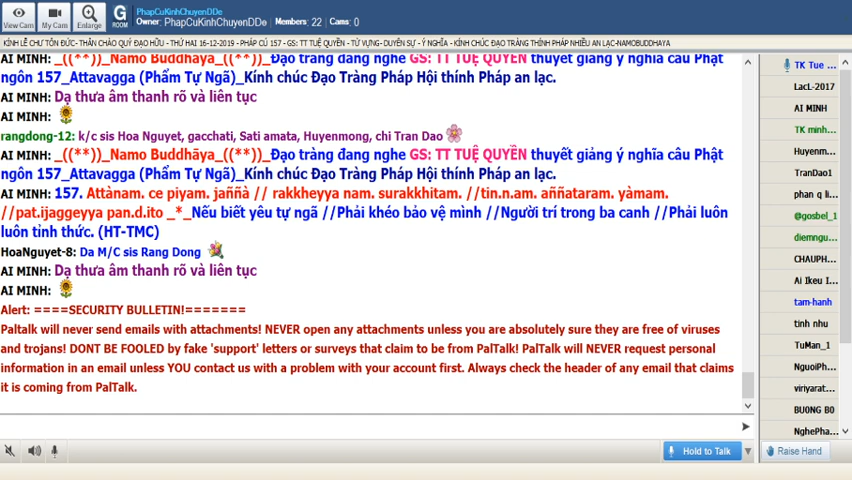 PhapCuKinhChuyenDDe
Owner: PhapCuKinhChuyenDDe Members: 22 Cams: 0
View Cam My Cam Enlarge G ROOM
KÍNH LỄ CHƯ TÔN ĐỨC- THÂN CHÀO QUÝ ĐẠO HỮU - THỨ HAI 16-12-2019 - PHÁP CÚ 157 - GS: TT TUỆ QUYỀN - TỪ VỰNG- DUYÊN SỰ - Ý NGHĨA - KÍNH CHÚC ĐẠO TRÀNG THÍNH PHÁP NHIỀU AN LẠC-NAMOBUDDHAYA
AI MINH: _((**))_Namo Buddhāya_((**))_Đạo tràng đang nghe GS: TT TUỆ QUYỀN thuyết giảng ý nghĩa câu Phật
ngôn 157_Attavagga (Phẩm Tự Ngã)_Kính chúc Đạo Tràng Pháp Hội thính Pháp an lạc.
AI MINH: Dạ thưa âm thanh rõ và liên tục
AI MINH:
rangdong-12: k/c sis Hoa Nguyet, gacchati, Sati amata, Huyenmong, chi Tran Dao
AI MINH: _((**))_Namo Buddhāya_((**))_Đạo tràng đang nghe GS: TT TUỆ QUYỀN thuyết giảng ý nghĩa câu Phật
ngôn 157_Attavagga (Phẩm Tự Ngã)_Kính chúc Đạo Tràng Pháp Hội thính Pháp an lạc.
AI MINH: 157. Attànam. ce piyam. jaññà // rakkheyya nam. surakkhitam. //tin.n.am. aññataram. yàmam.
//pat.ijaggeyya pan.d.ito _*_Nếu biết yêu tự ngã //Phải khéo bảo vệ mình //Người trí trong ba canh //Phải luôn
luôn tỉnh thức. (HT-TMC)
HoaNguyet-8: Da M/C sis Rang Dong
AI MINH: Dạ thưa âm thanh rõ và liên tục
AI MINH:
Alert: ====SECURITY BULLETIN!=======
Paltalk will never send emails with attachments! NEVER open any attachments unless you are absolutely sure they are free of viruses
and trojans! DONT BE FOOLED by fake 'support' letters or surveys that claim to be from PalTalk! PalTalk will NEVER request personal
information in an email unless YOU contact us with a problem with your account first. Always check the header of any email that claims
it is coming from PalTalk.
TK Tue ...
LacL-2017
AI MINH
TK minh...
Huyenm...
TranDao1
phan q li...
@gosbel_1
diemngu...
CHAUPH...
Ai Ikeu I...
tam-hanh
tinh nhu
TuMan_1
NguoiPh...
viriyarat...
BU0NG B0
NghePha...
Hold to Talk
Raise Hand